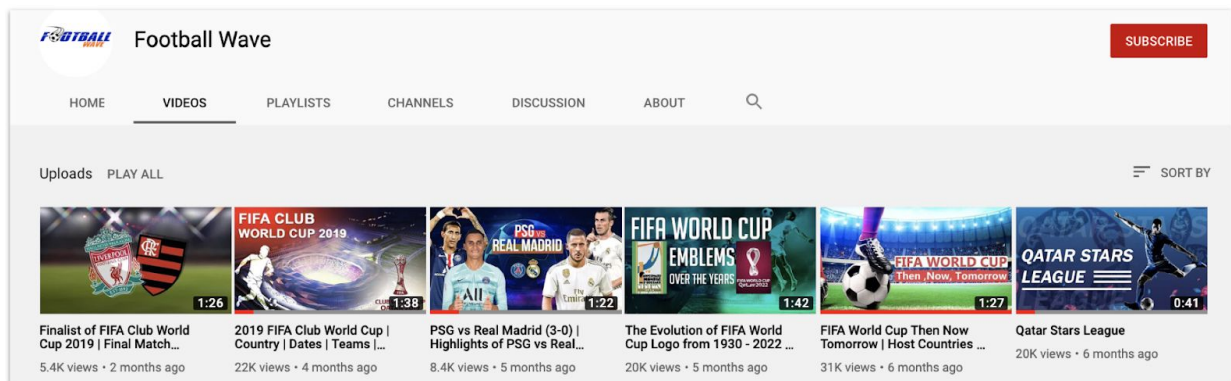 FOOTBALL
WAVE
Football Wave
SUBSCRIBE
HOME VIDEOS PLAYLISTS CHANNELS DISCUSSION ABOUT
Uploads PLAY ALL
SORT BY
LIVERPOOL
1:26
FIFA CLUB
WORLD CUP 2019
1:38
PSG VS
REAL MADRID
1:22
FIFA WORLD CUP
EMBLEMS
OVER THE YEARS
1:42
FIFA WORLD CUP
Then ,Now, Tomorrow
1:27
QATAR STARS
LEAGUE
0:41
Finalist of FIFA Club World
Cup 2019 | Final Match...
5.4K views • 2 months ago
2019 FIFA Club World Cup |
Country | Dates | Teams |...
22K views • 4 months ago
PSG vs Real Madrid (3-0) |
Highlights of PSG vs Real...
8.4K views • 5 months ago
The Evolution of FIFA World
Cup Logo from 1930 - 2022 ...
20K views • 5 months ago
FIFA World Cup Then Now
Tomorrow | Host Countries ...
31K views • 6 months ago
Qatar Stars League
20K views • 6 months ago